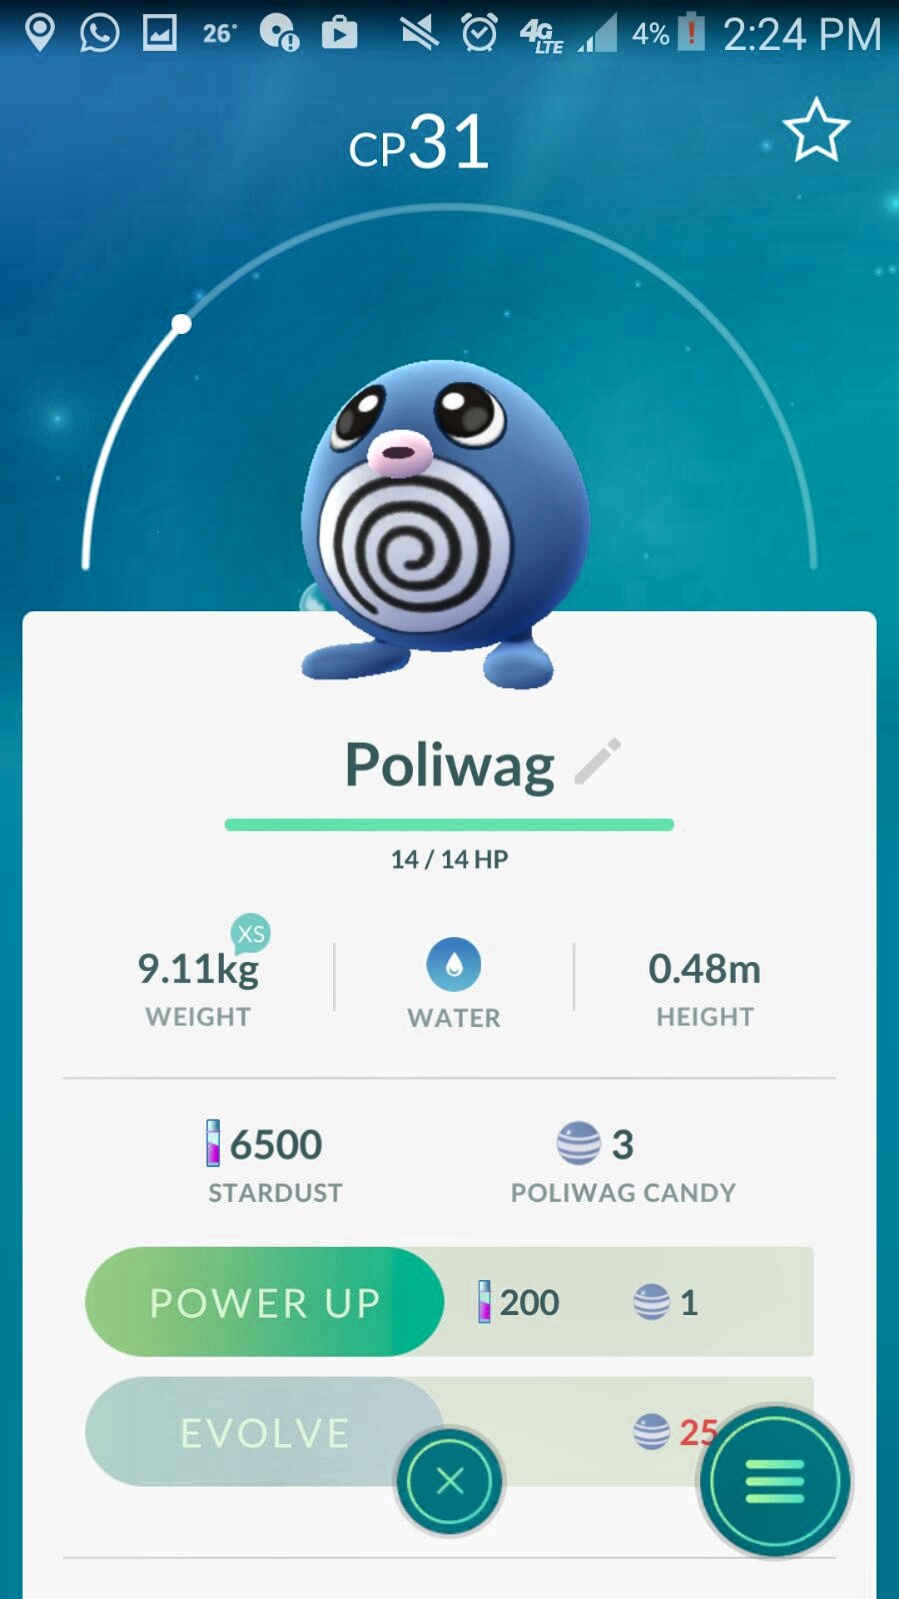 26° 4G LTE 4% 2:24 PM
CP31
Poliwag
14 / 14 HP
XS
9.11kg
WEIGHT
WATER
0.48m
HEIGHT
6500
STARDUST
3
POLIWAG CANDY
POWER UP 200 1
EVOLVE 25